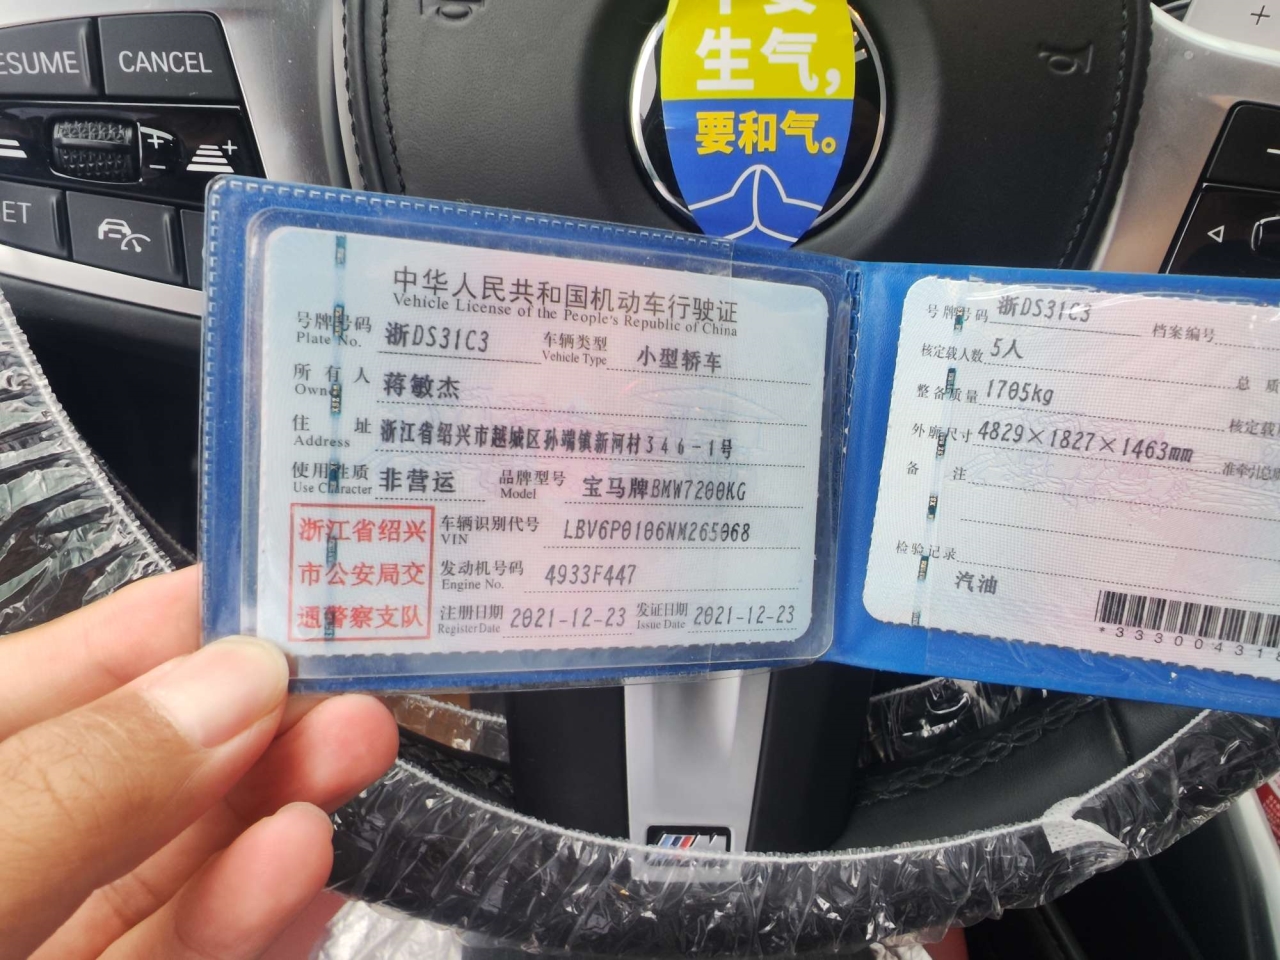 ESUME
CANCEL
ET
生气，
要和气。
中华人民共和国机动车行驶证
Vehicle License of the People's Republic of China
号牌号码 浙DS31C3 车辆类型 小型轿车
Plate No. Vehicle Type
所有人 蒋敏杰
Owner
住址 浙江省绍兴市越城区孙端镇新河村346-1号
Address
使用性质 非营运 品牌型号 宝马牌BMW7200KG
Use Character Model
浙江省绍兴
市公安局交
通警察支队
车辆识别代号 LBV6P0106NM265068
VIN
发动机号码 4933F447
Engine No.
注册日期 2021-12-23 发证日期 2021-12-23
Register Date Issue Date
号牌号码 浙DS31C3 档案编号
核定载人数 5人 总质
整备质量 1705kg 核定载
外廓尺寸 4829×1827×1463mm 准牵引总
备注
检验记录
汽油
*33300431